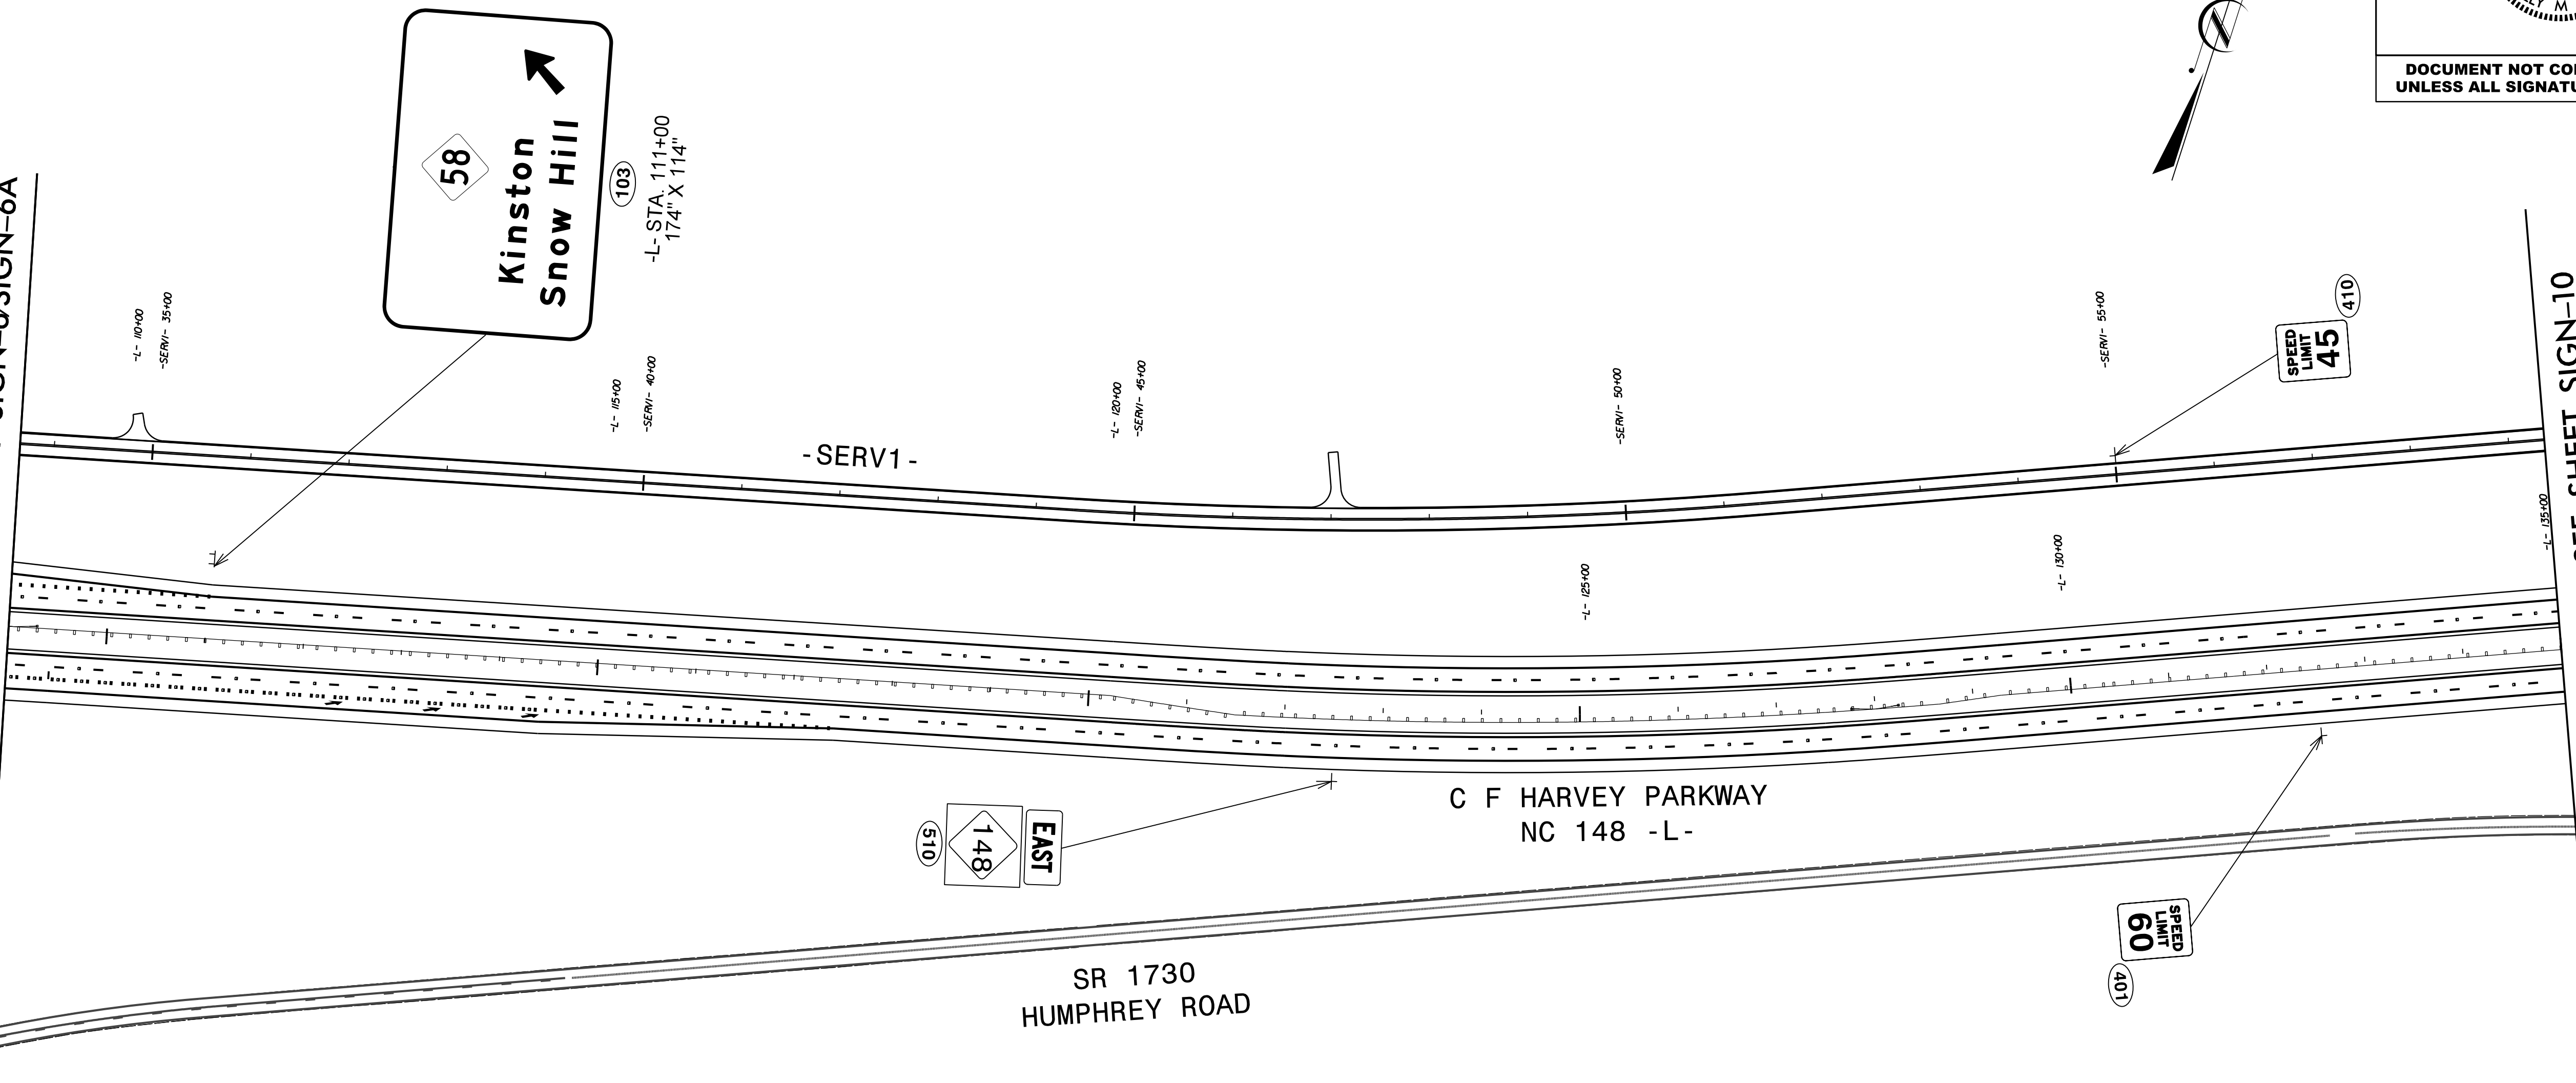 58
Kinston
Snow Hill
103
-L- STA. 111+00
174" X 114"
DOCUMENT NOT
UNLESS ALL
-L- 110+00
-SERV1- 35+00
-L- 115+00
-SERV1- 40+00
-L- 120+00
-SERV1- 45+00
-SERV1- 50+00
-SERV1- 55+00
SPEED
LIMIT
45
410
-SERV1-
-L- 125+00
-L- 130+00
-L- 135+00
SIGN-10
EAST
148
510
C F HARVEY PARKWAY
NC 148 -L-
SPEED
LIMIT
60
401
SR 1730
HUMPHREY ROAD